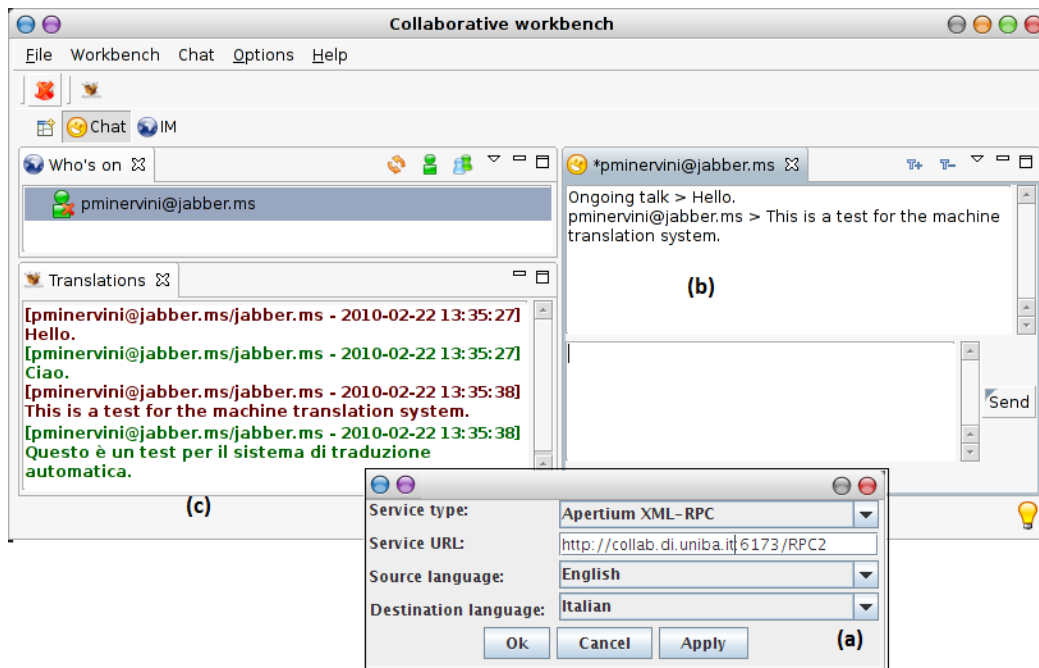 Collaborative workbench
File Workbench Chat Options Help
Chat IM
Who's on
pminervini@jabber.ms
*pminervini@jabber.ms T+ T-
Ongoing talk > Hello.
pminervini@jabber.ms > This is a test for the machine
translation system.
(b)
Translations
[pminervini@jabber.ms/jabber.ms - 2010-02-22 13:35:27]
Hello.
[pminervini@jabber.ms/jabber.ms - 2010-02-22 13:35:27]
Ciao.
[pminervini@jabber.ms/jabber.ms - 2010-02-22 13:35:38]
This is a test for the machine translation system.
[pminervini@jabber.ms/jabber.ms - 2010-02-22 13:35:38]
Questo è un test per il sistema di traduzione
automatica.
(c)
Send
Service type: Apertium XML-RPC
Service URL: http://collab.di.uniba.it:6173/RPC2
Source language: English
Destination language: Italian
Ok Cancel Apply (a)